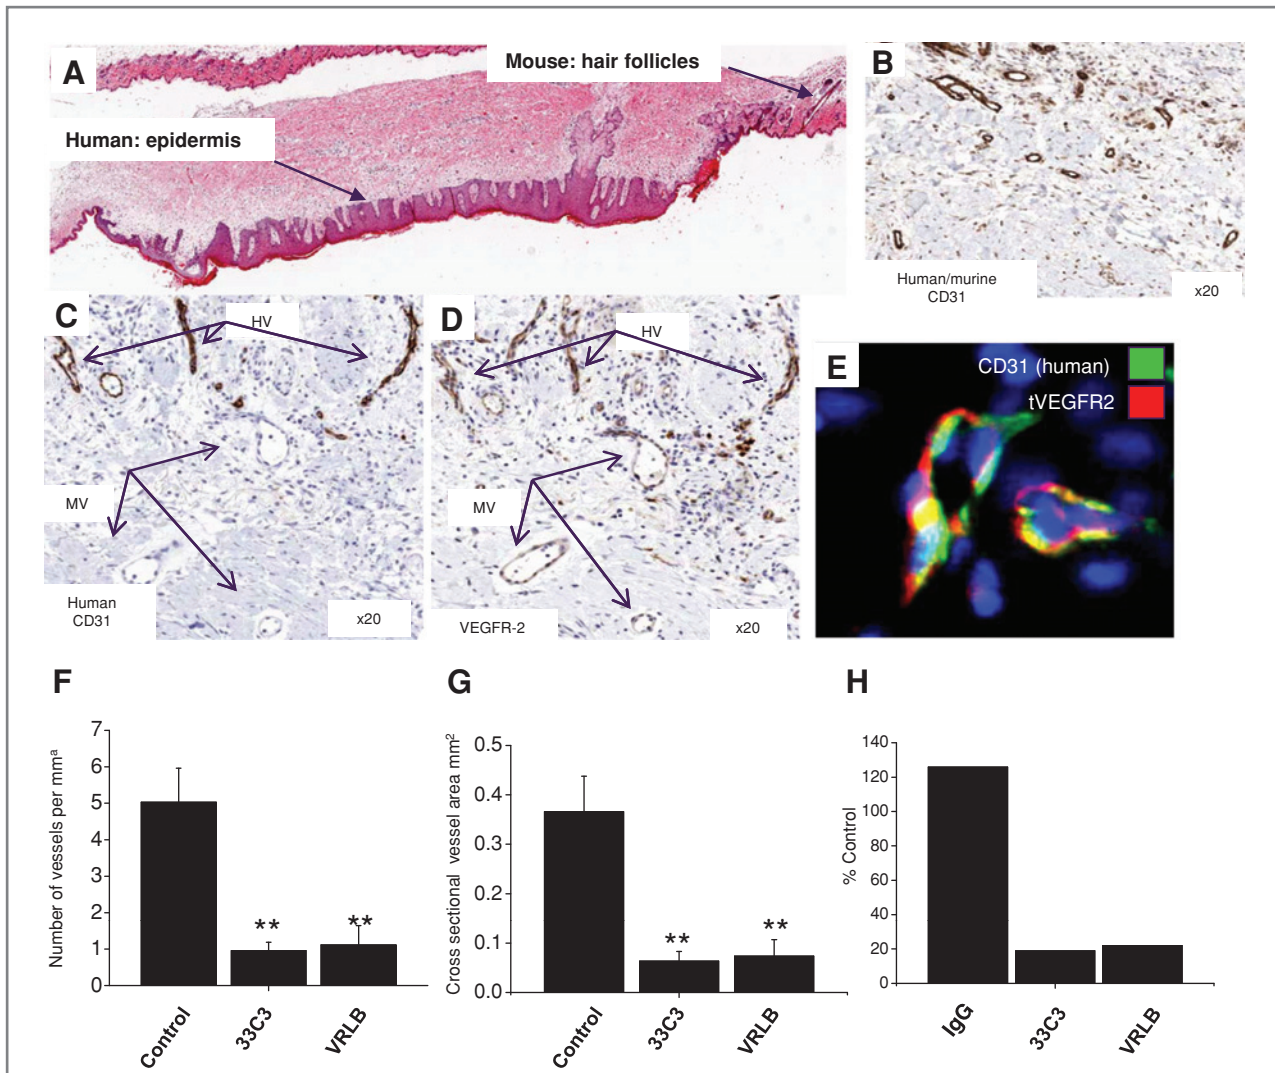 A
Mouse: hair follicles
Human: epidermis
B
Human/murine
CD31
x20
C
HV
MV
Human
CD31
x20
D
HV
MV
VEGFR-2
x20
E
CD31 (human)
tVEGFR2
F
Number of vessels per mmª
7
6
5
4
3
2
1
0
**
**
Control
33C3
VRLB
G
Cross sectional vessel area mm²
0.5
0.4
0.3
0.2
0.1
0.0
**
**
Control
33C3
VRLB
H
% Control
140
120
100
80
60
40
20
0
IgG
33C3
VRLB